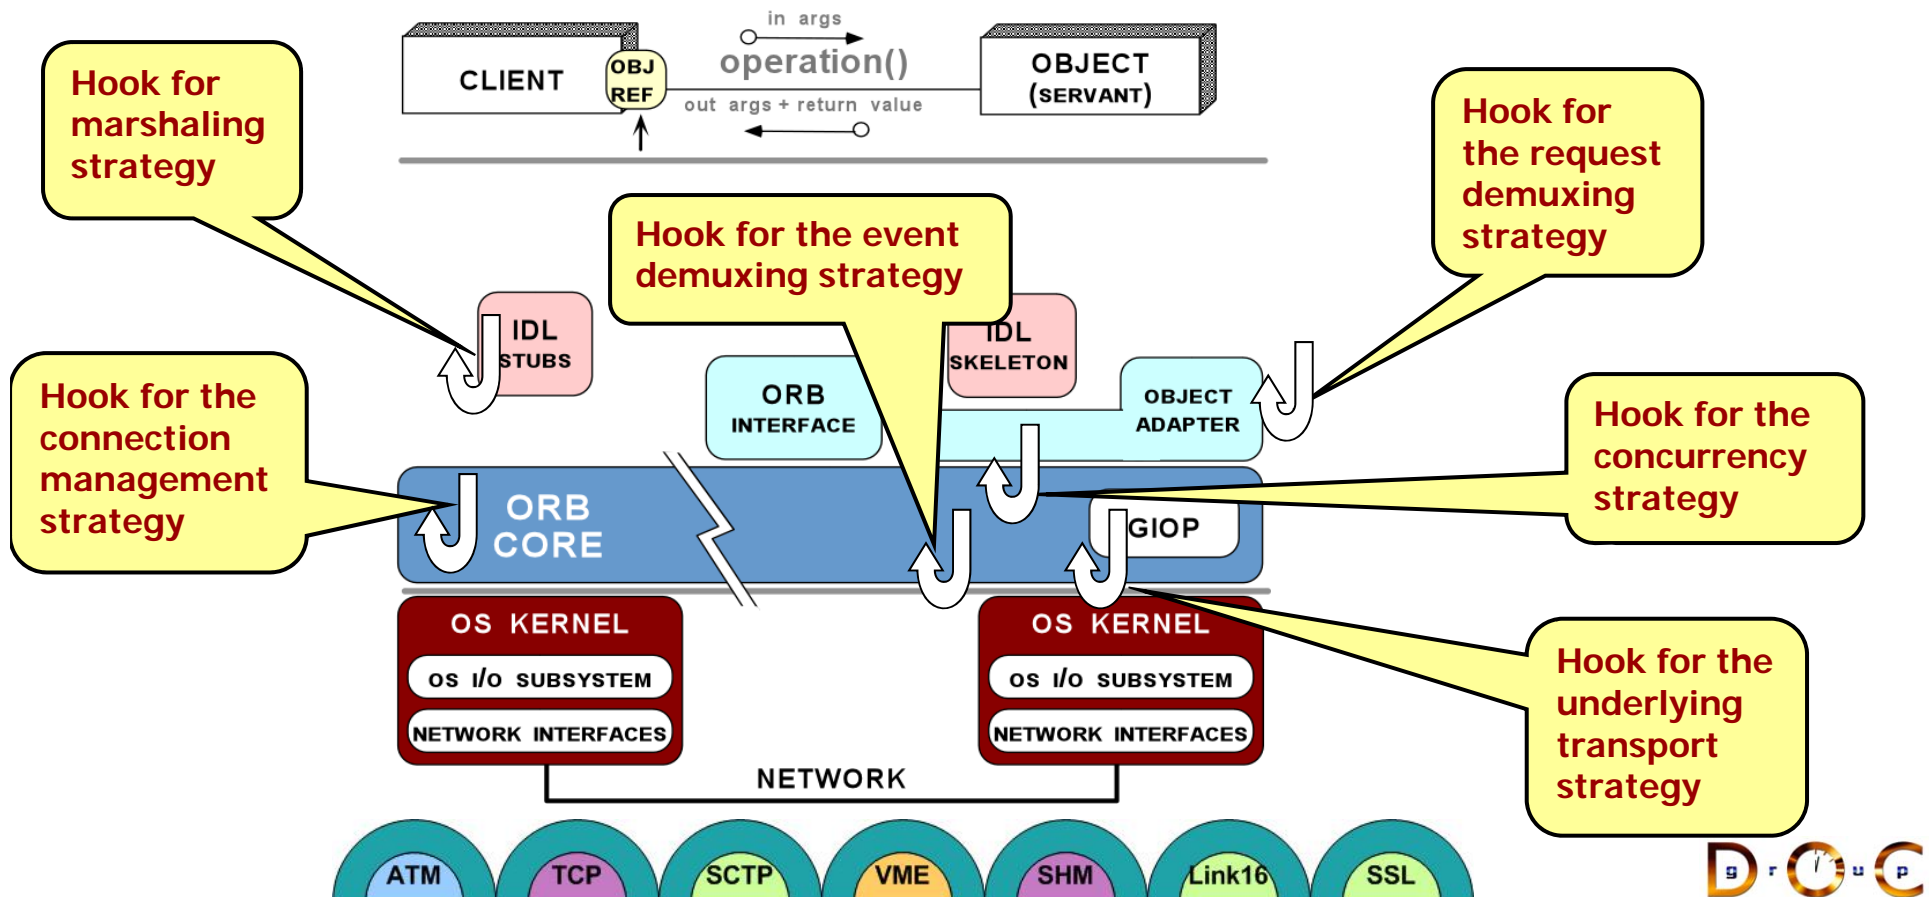 in args
operation()
out args + return value
CLIENT
OBJ
REF
OBJECT
(SERVANT)
Hook for
marshaling
strategy
Hook for
the request
demuxing
strategy
Hook for the event
demuxing strategy
IDL
STUBS
IDL
SKELETON
ORB
INTERFACE
OBJECT
ADAPTER
Hook for the
connection
management
strategy
Hook for the
concurrency
strategy
ORB
CORE
GIOP
OS KERNEL
OS I/O SUBSYSTEM
NETWORK INTERFACES
OS KERNEL
OS I/O SUBSYSTEM
NETWORK INTERFACES
Hook for the
underlying
transport
strategy
NETWORK
ATM
TCP
SCTP
VME
SHM
Link16
SSL
DOC
group